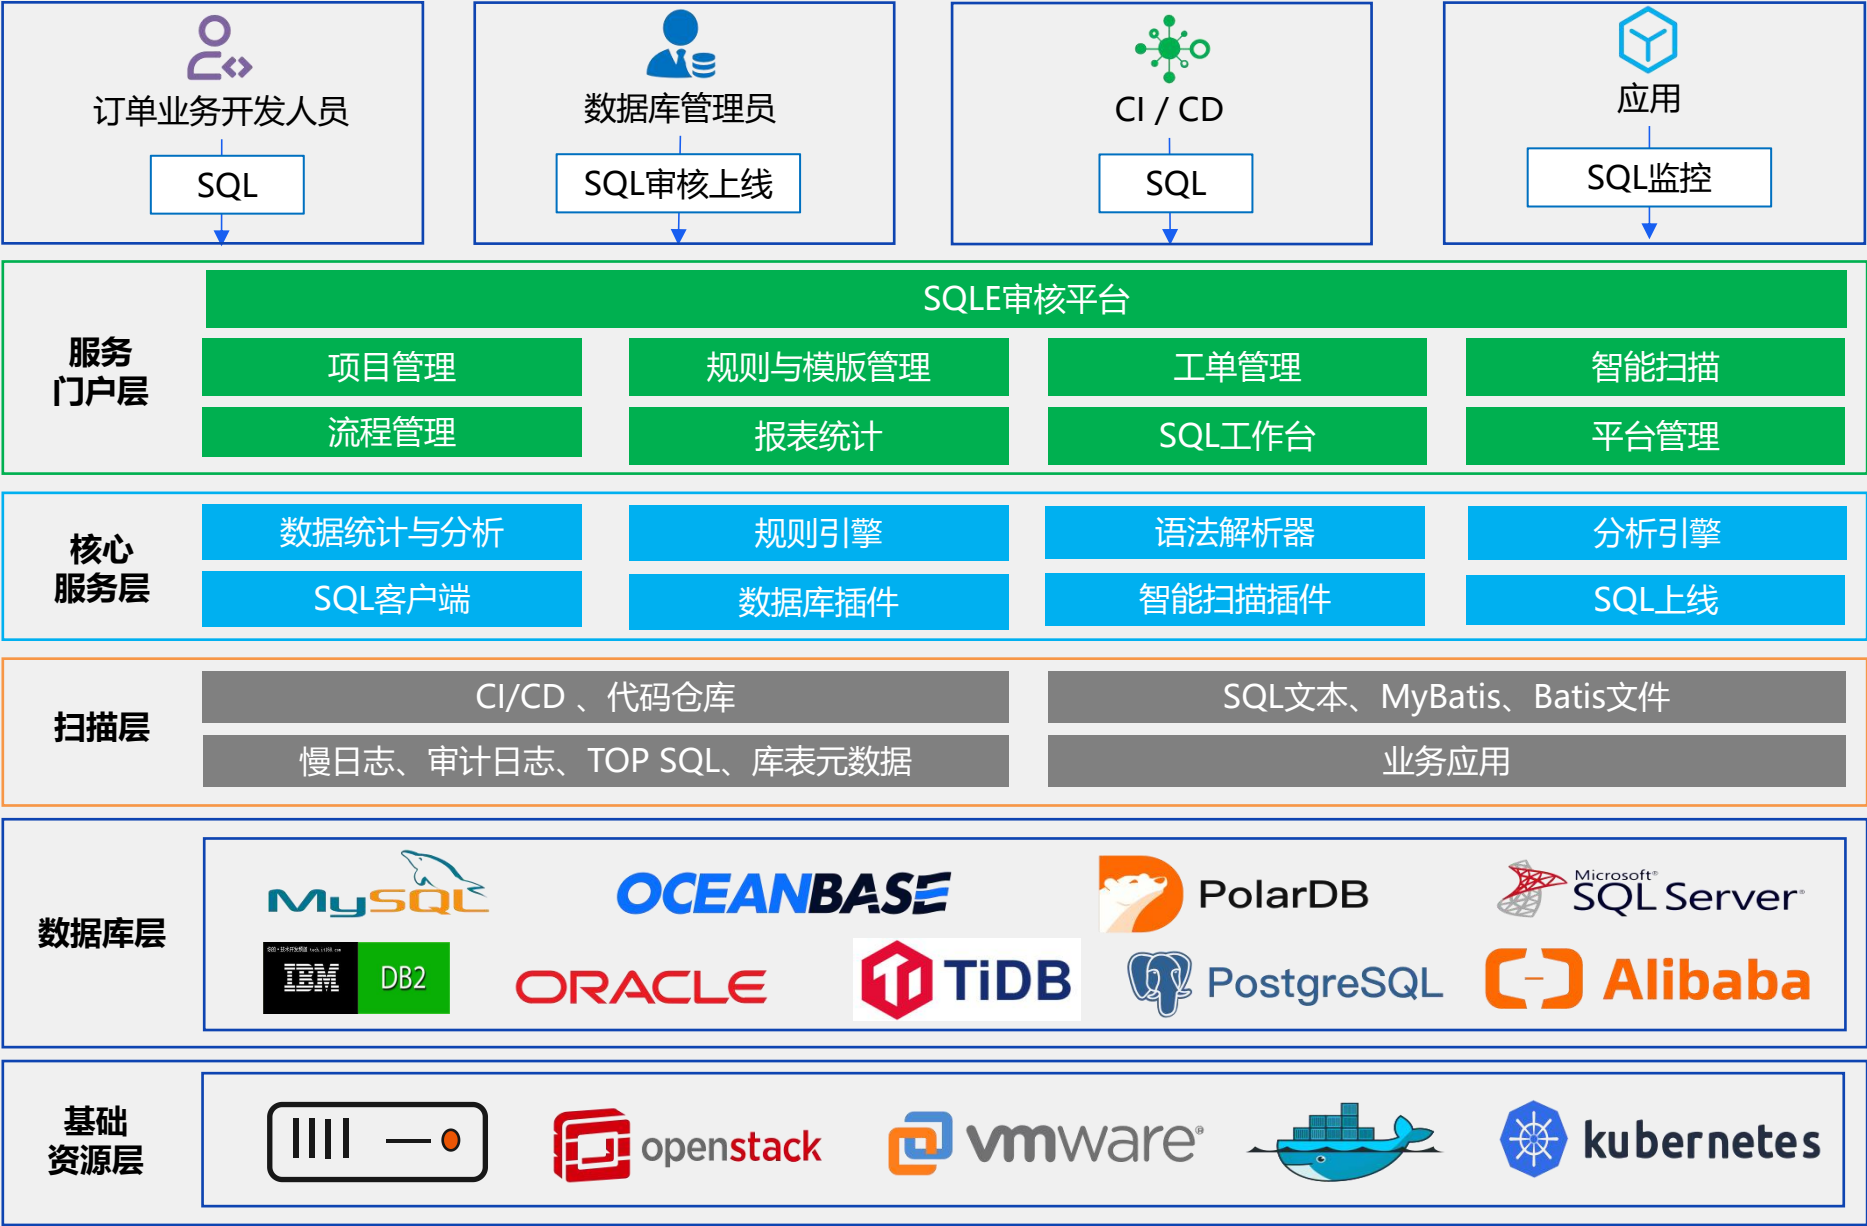 订单业务开发人员
数据库管理员
CI / CD
应用
SQL
SQL审核上线
SQL
SQL监控
服务
门户层
SQLE审核平台
项目管理
规则与模版管理
工单管理
智能扫描
流程管理
报表统计
SQL工作台
平台管理
核心
服务层
数据统计与分析
规则引擎
语法解析器
分析引擎
SQL客户端
数据库插件
智能扫描插件
SQL上线
扫描层
CI/CD 、代码仓库
SQL文本、MyBatis、Batis文件
慢日志、审计日志、TOP SQL、库表元数据
业务应用
数据库层
MySQL
OCEANBASE
PolarDB
Microsoft®
SQL Server®
IBM
DB2
ORACLE
TiDB
PostgreSQL
Alibaba
基础
资源层
openstack
vmware®
kubernetes